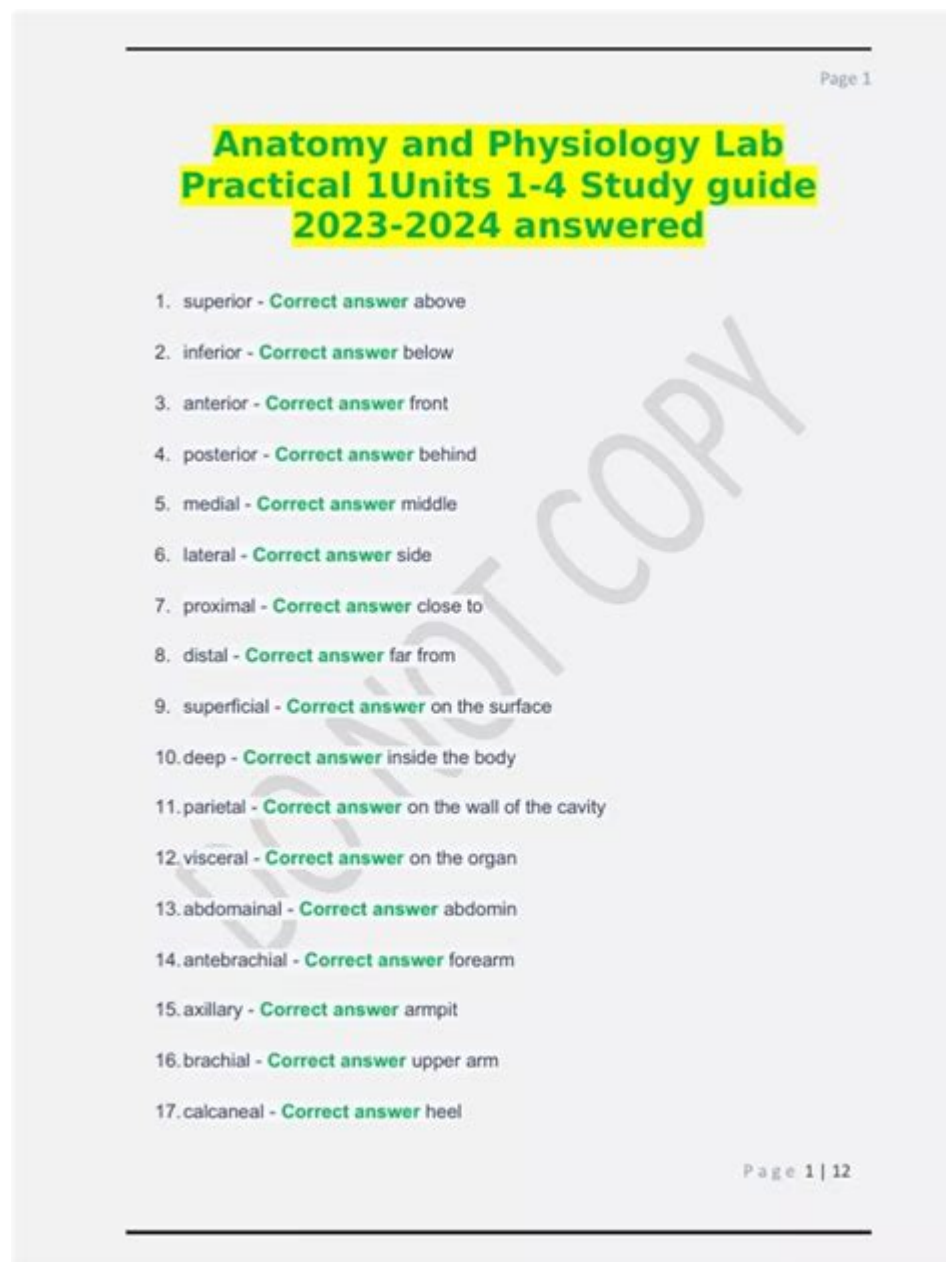 Page 1
Anatomy and Physiology Lab
Practical 1Units 1-4 Study guide
2023-2024 answered
1. superior - Correct answer above
2. inferior - Correct answer below
3. anterior - Correct answer front
4. posterior - Correct answer behind
5. medial - Correct answer middle
6. lateral - Correct answer side
7. proximal - Correct answer close to
8. distal - Correct answer far from
9. superficial - Correct answer on the surface
10. deep - Correct answer inside the body
11. parietal - Correct answer on the wall of the cavity
12. visceral - Correct answer on the organ
13. abdomainal - Correct answer abdomin
14. antebrachial - Correct answer forearm
15. axillary - Correct answer armpit
16. brachial - Correct answer upper arm
17. calcaneal - Correct answer heel
DO NOT COPY
Page 1 | 12